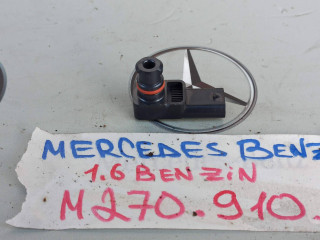 MERCEDES BENZ
1.6 BENZIN
M270.910.